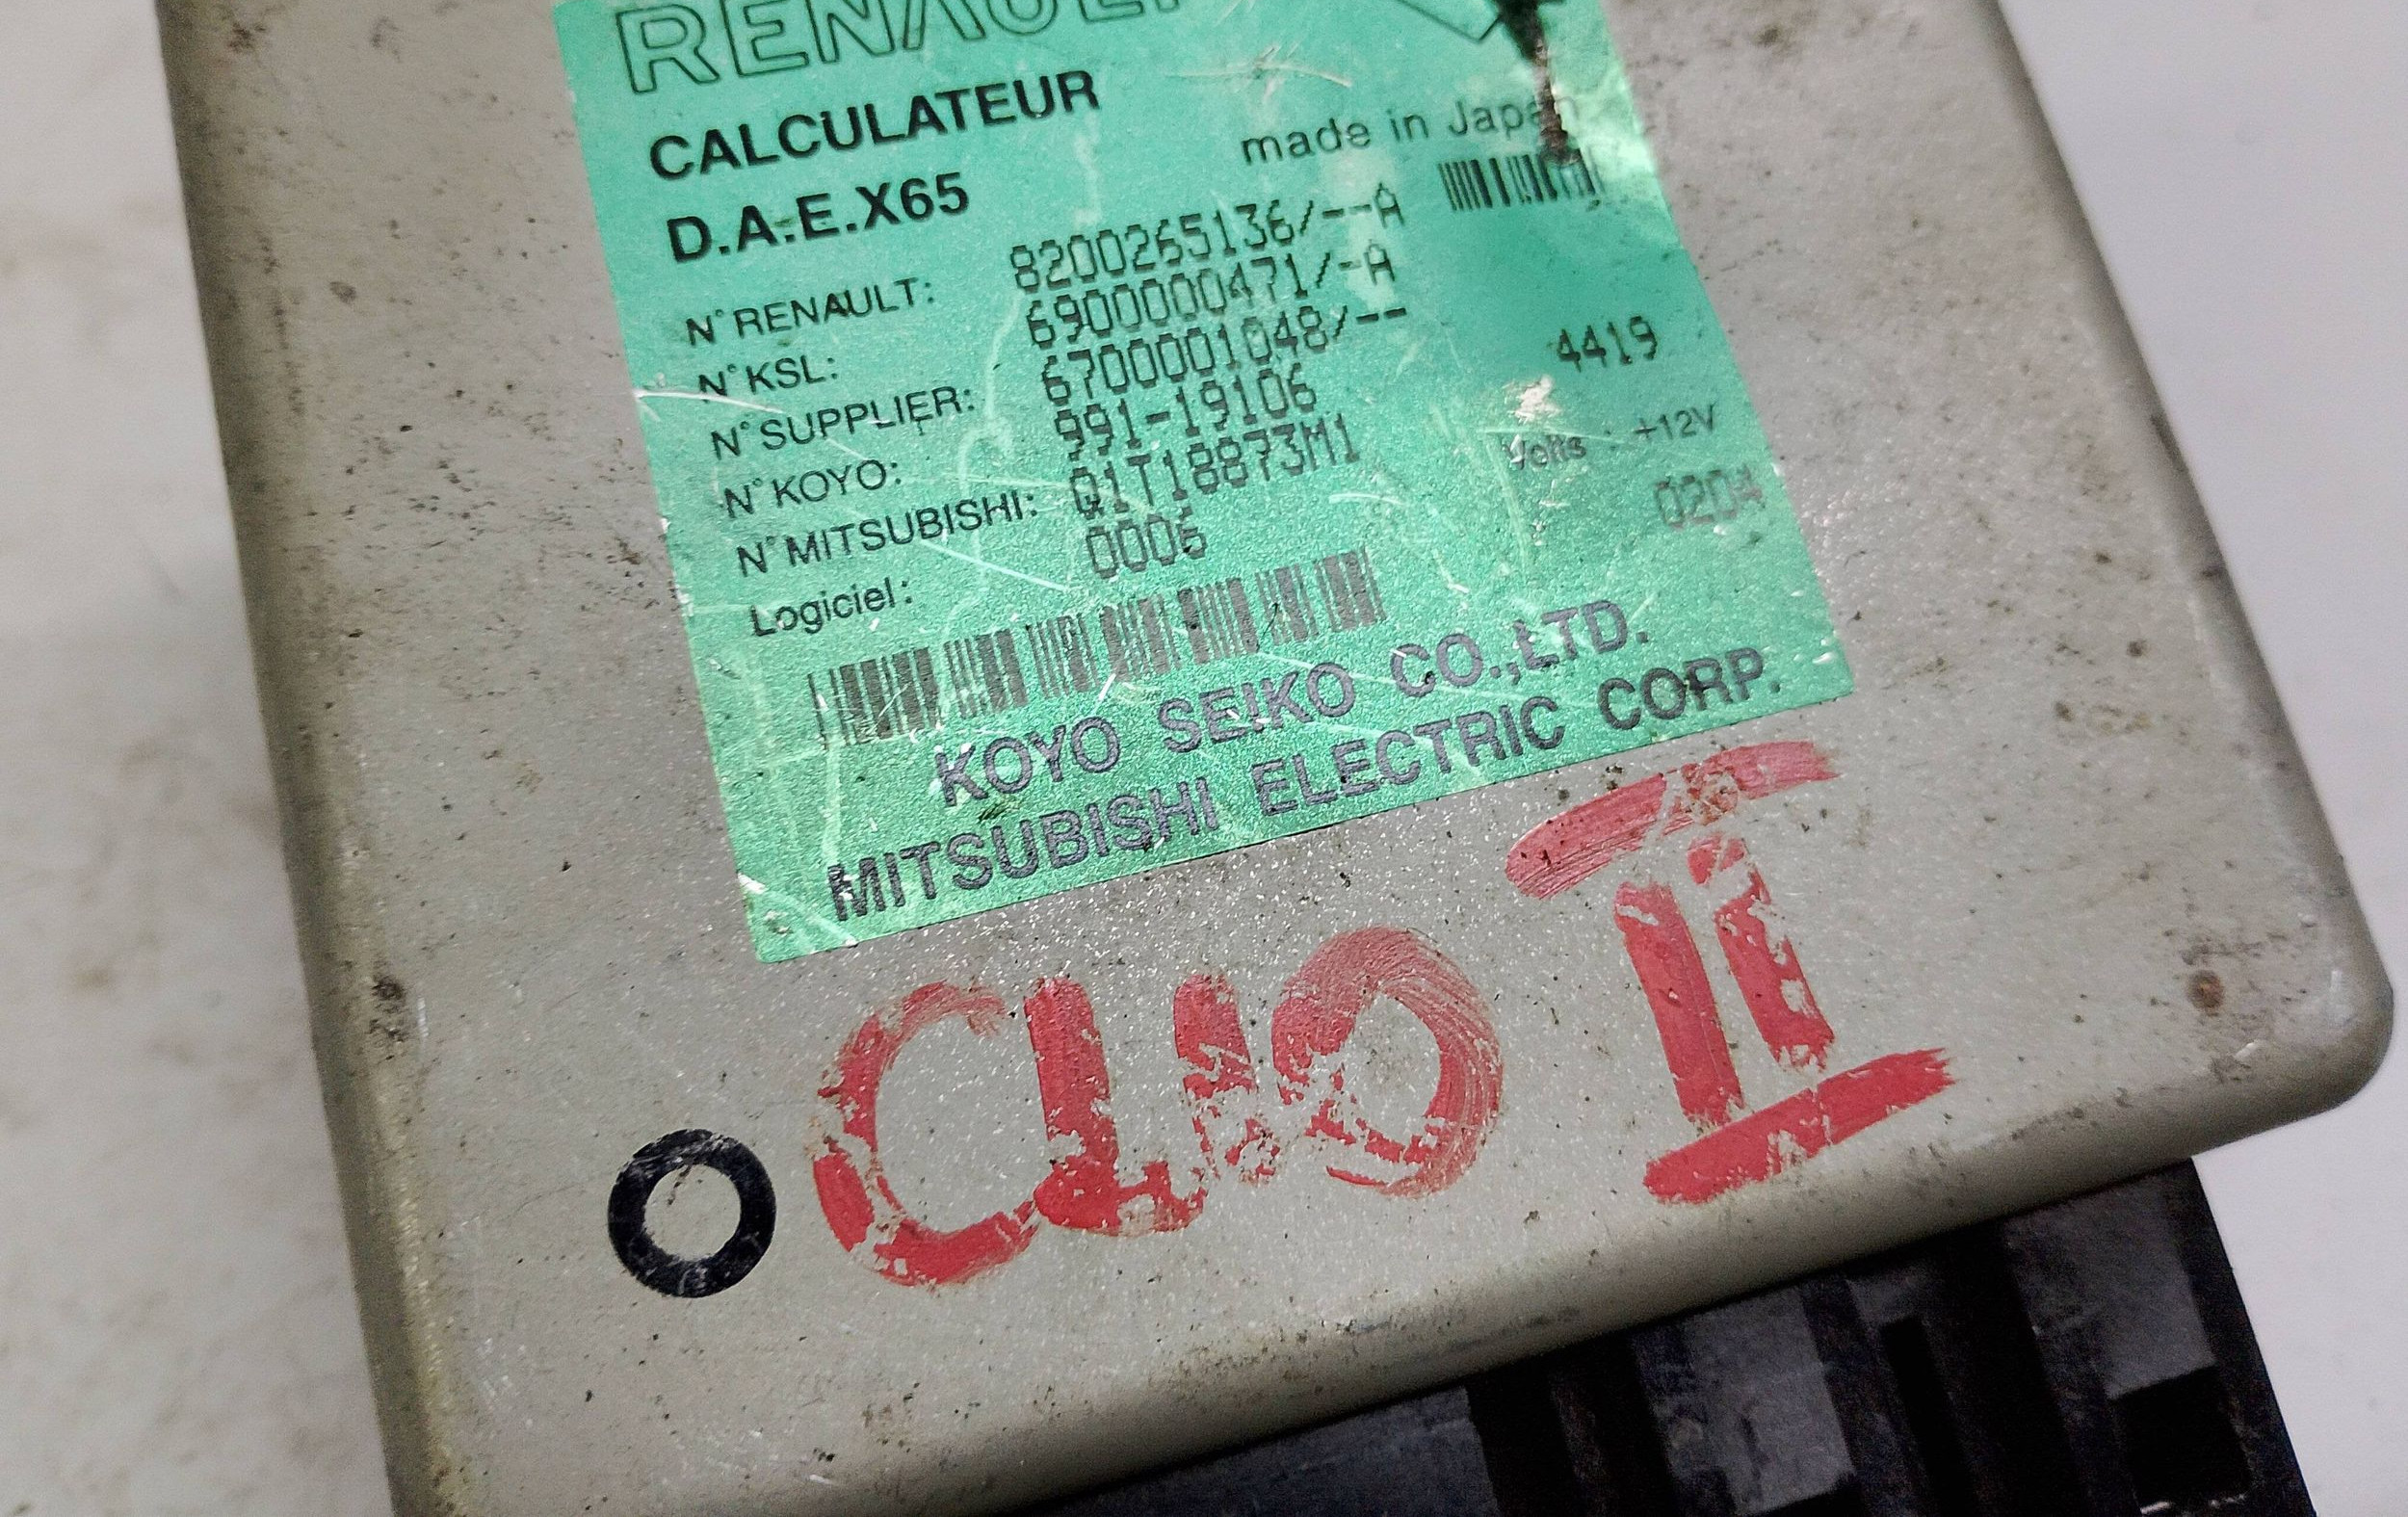 RENAULT
CALCULATEUR
D.A.E.X65
made in Japan
N° RENAULT: 8200265136/--A
N° KSL: 6900000471/-A
N° SUPPLIER: 6700001048/--
N° KOYO: 991-19106 4419
N° MITSUBISHI: Q1T18873M1 Volts : +12V
Logiciel: 0006 0204
KOYO SEIKO CO.,LTD.
MITSUBISHI ELECTRIC CORP.
CLIO II